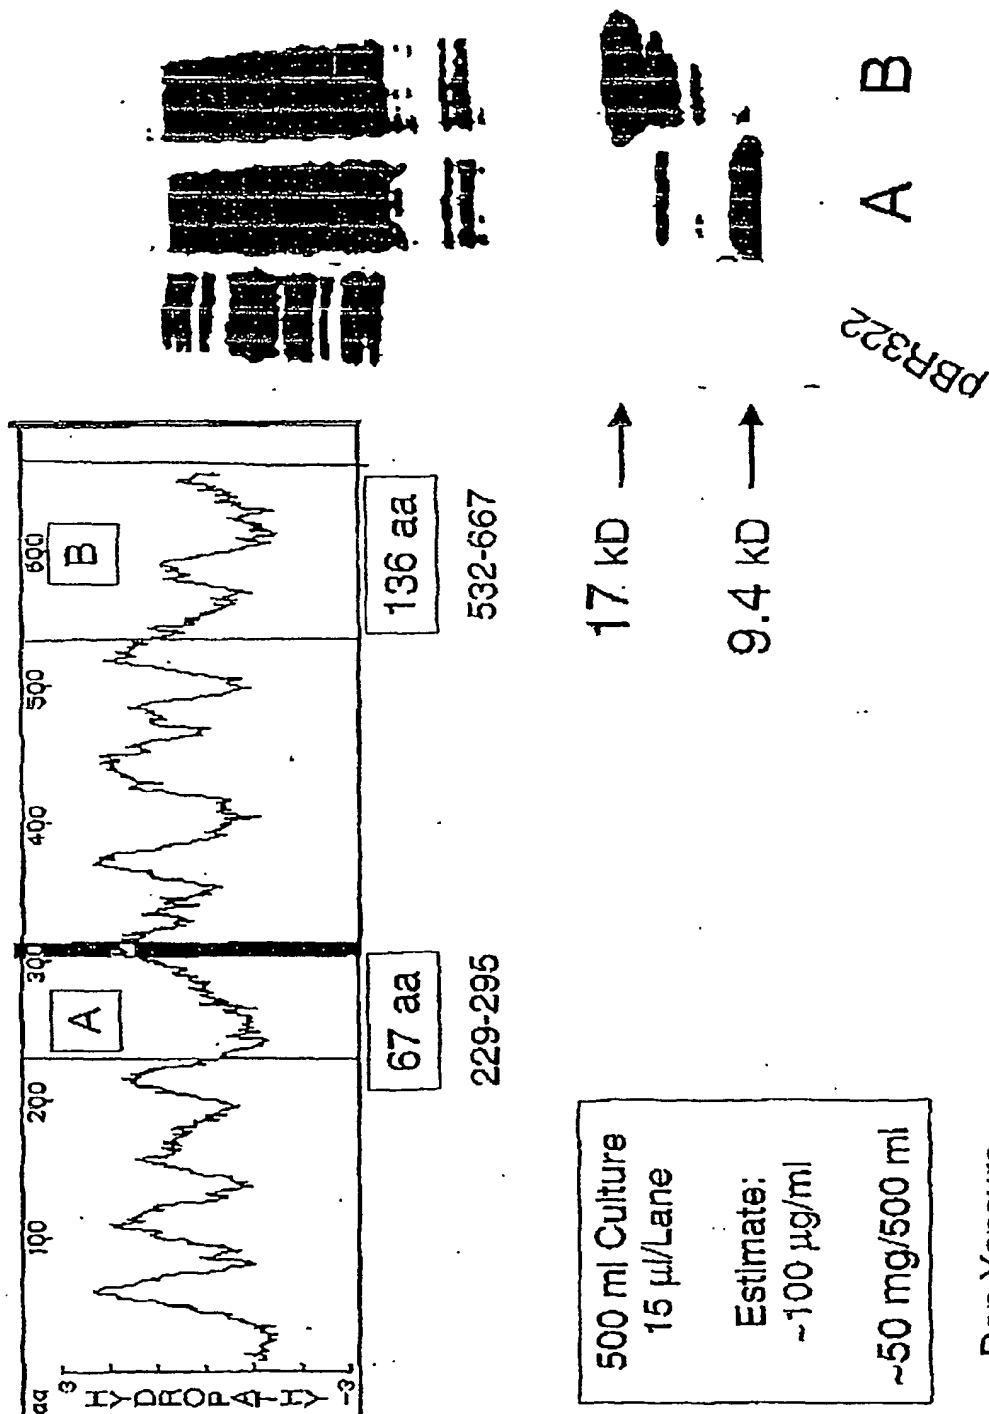 aa
3
HYDROPATHY
-3
100
200
300
400
500
600
A
B
67 aa
229-295
136 aa
532-667
17 kD
9.4 kD
pBR322
A
B
500 ml Culture
15 µl/Lane
Estimate:
~100 µg/ml
~50 mg/500 ml